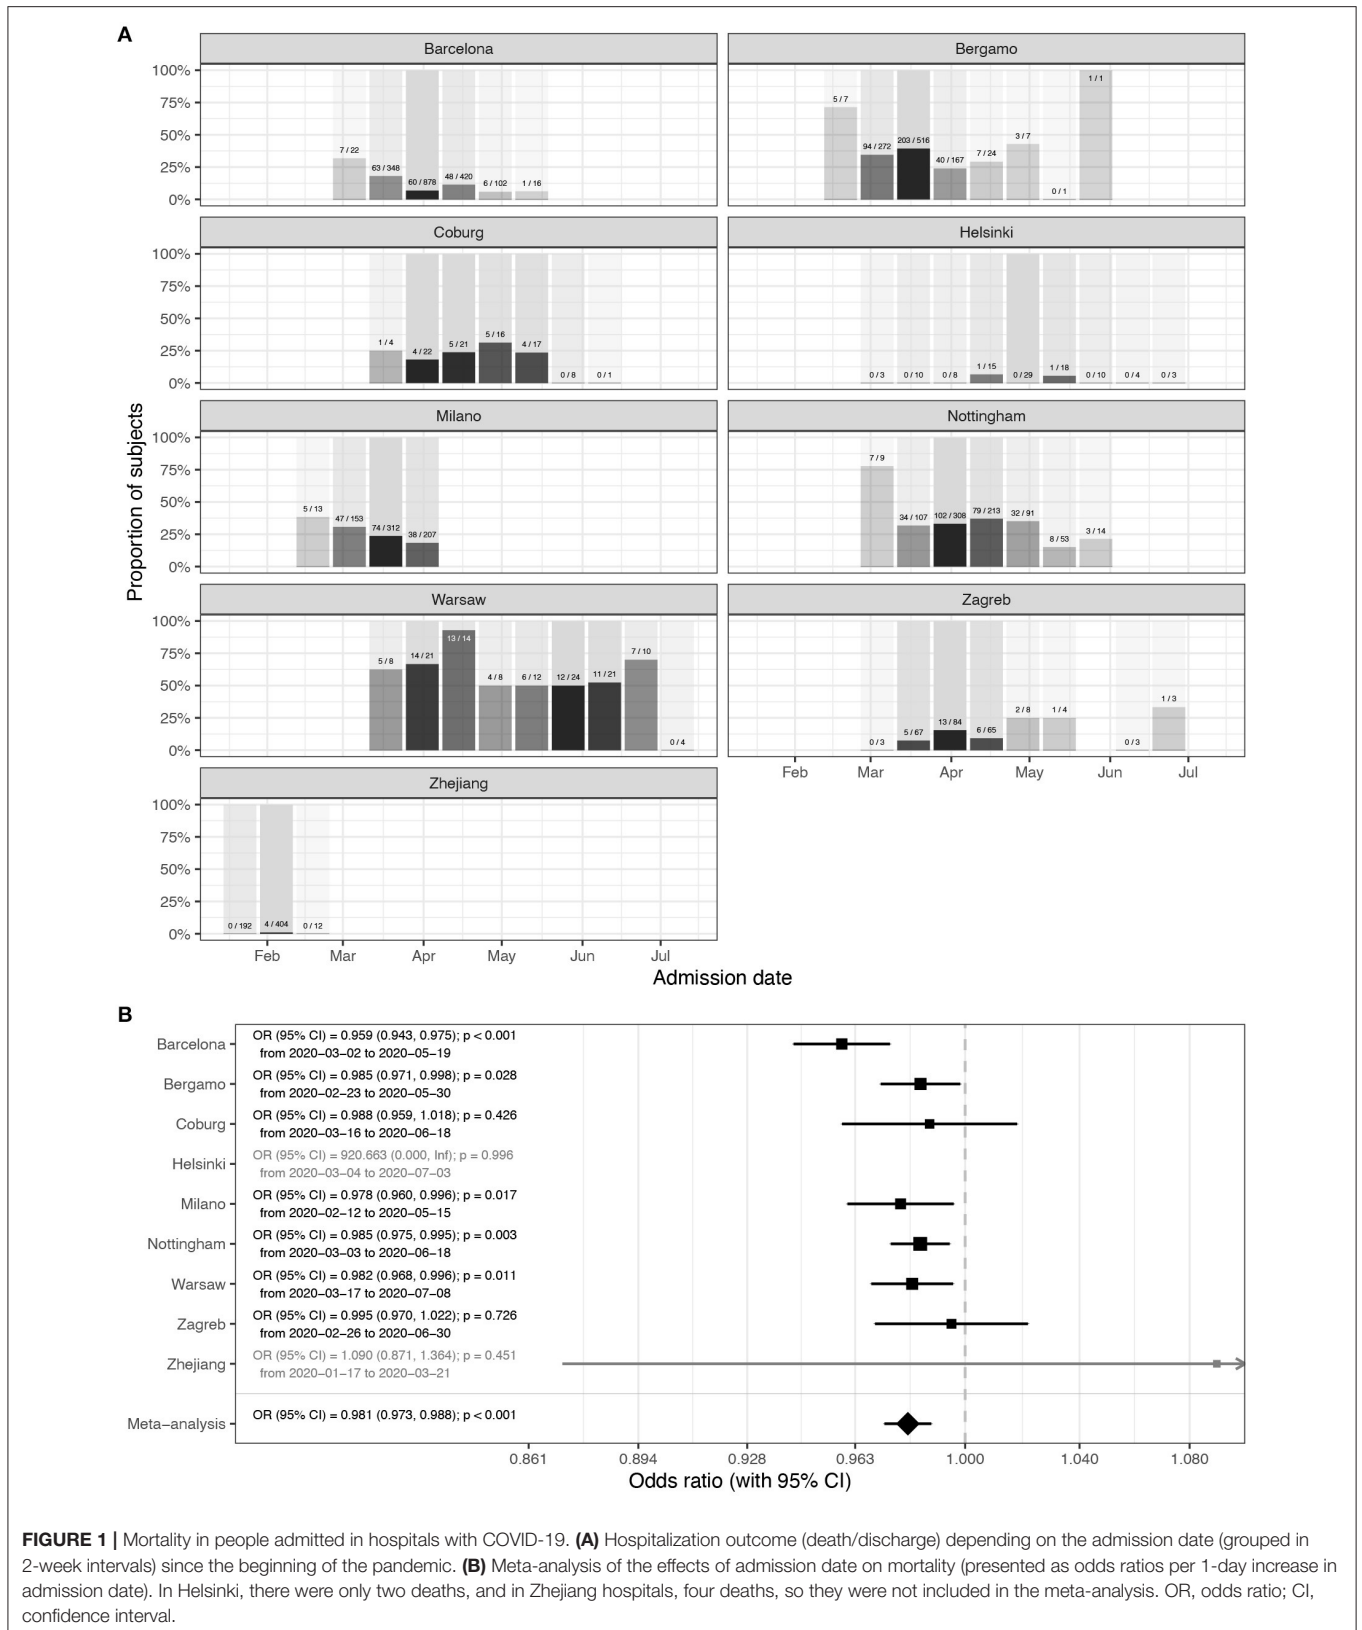 A
Barcelona
Bergamo
100%
75%
50%
25%
0%
7 / 22
63 / 348
60 / 878
48 / 420
6 / 102
1 / 16
5 / 7
94 / 272
203 / 516
40 / 167
7 / 24
3 / 7
0 / 1
1 / 1
Coburg
Helsinki
100%
75%
50%
25%
0%
1 / 4
4 / 22
5 / 21
5 / 16
4 / 17
0 / 8
0 / 1
0 / 3
0 / 10
0 / 8
1 / 15
0 / 29
1 / 18
0 / 10
0 / 4
0 / 3
Milano
Nottingham
100%
75%
50%
25%
0%
5 / 13
47 / 153
74 / 312
38 / 207
7 / 9
34 / 107
102 / 308
79 / 213
32 / 91
8 / 53
3 / 14
Proportion of subjects
Warsaw
Zagreb
100%
75%
50%
25%
0%
5 / 8
14 / 21
13 / 14
4 / 8
6 / 12
12 / 24
11 / 21
7 / 10
0 / 4
0 / 3
5 / 67
13 / 84
6 / 65
2 / 8
1 / 4
0 / 3
1 / 3
Feb Mar Apr May Jun Jul
Zhejiang
100%
75%
50%
25%
0%
0 / 192
4 / 404
0 / 12
Feb Mar Apr May Jun Jul
Admission date
B
Barcelona
OR (95% CI) = 0.959 (0.943, 0.975); p < 0.001
from 2020−03−02 to 2020−05−19
Bergamo
OR (95% CI) = 0.985 (0.971, 0.998); p = 0.028
from 2020−02−23 to 2020−05−30
Coburg
OR (95% CI) = 0.988 (0.959, 1.018); p = 0.426
from 2020−03−16 to 2020−06−18
Helsinki
OR (95% CI) = 920.663 (0.000, Inf); p = 0.996
from 2020−03−04 to 2020−07−03
Milano
OR (95% CI) = 0.978 (0.960, 0.996); p = 0.017
from 2020−02−12 to 2020−05−15
Nottingham
OR (95% CI) = 0.985 (0.975, 0.995); p = 0.003
from 2020−03−03 to 2020−06−18
Warsaw
OR (95% CI) = 0.982 (0.968, 0.996); p = 0.011
from 2020−03−17 to 2020−07−08
Zagreb
OR (95% CI) = 0.995 (0.970, 1.022); p = 0.726
from 2020−02−26 to 2020−06−30
Zhejiang
OR (95% CI) = 1.090 (0.871, 1.364); p = 0.451
from 2020−01−17 to 2020−03−21
Meta−analysis
OR (95% CI) = 0.981 (0.973, 0.988); p < 0.001
0.861 0.894 0.928 0.963 1.000 1.040 1.080
Odds ratio (with 95% CI)
FIGURE 1 | Mortality in people admitted in hospitals with COVID-19. (A) Hospitalization outcome (death/discharge) depending on the admission date (grouped in
2-week intervals) since the beginning of the pandemic. (B) Meta-analysis of the effects of admission date on mortality (presented as odds ratios per 1-day increase in
admission date). In Helsinki, there were only two deaths, and in Zhejiang hospitals, four deaths, so they were not included in the meta-analysis. OR, odds ratio; CI,
confidence interval.